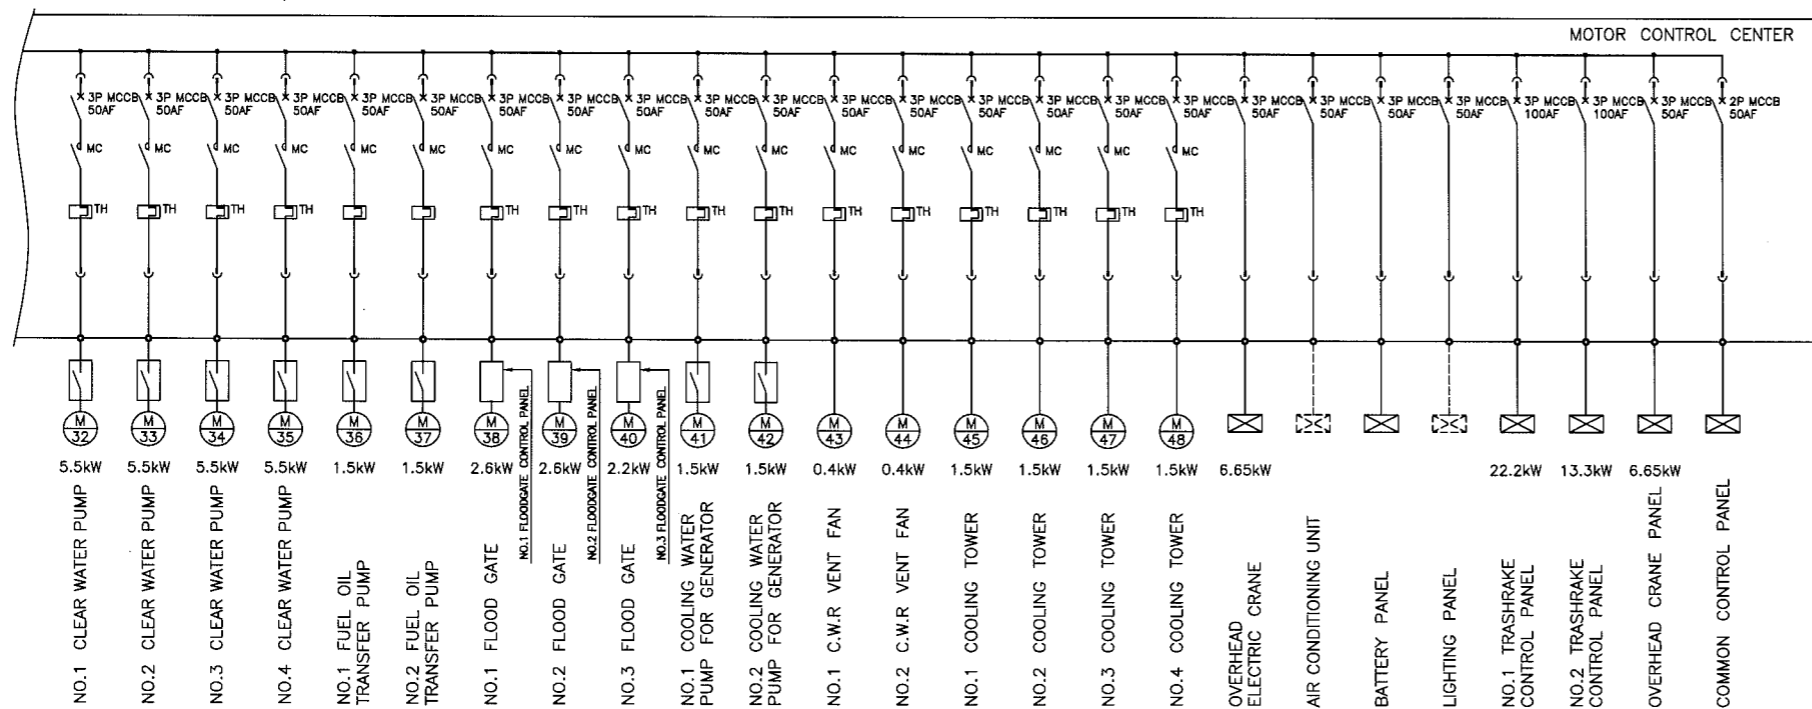 MOTOR CONTROL CENTER
3P MCCB 3P MCCB 3P MCCB 3P MCCB 3P MCCB 3P MCCB 3P MCCB 3P MCCB 3P MCCB 3P MCCB 3P MCCB 3P MCCB 3P MCCB 3P MCCB 3P MCCB 3P MCCB 3P MCCB 3P MCCB 3P MCCB 3P MCCB 3P MCCB 3P MCCB 3P MCCB 3P MCCB 2P MCCB
50AF 50AF 50AF 50AF 50AF 50AF 50AF 50AF 50AF 50AF 50AF 50AF 50AF 50AF 50AF 50AF 50AF 50AF 50AF 50AF 50AF 100AF 100AF 50AF 50AF
MC MC MC MC MC MC MC MC MC MC MC MC MC MC MC MC MC
TH TH TH TH TH TH TH TH TH TH TH TH TH TH TH
M M M M M M M M M M M M M M M M M
32 33 34 35 36 37 38 39 40 41 42 43 44 45 46 47 48
5.5kW 5.5kW 5.5kW 5.5kW 1.5kW 1.5kW 2.6kW 2.6kW 2.2kW 1.5kW 1.5kW 0.4kW 0.4kW 1.5kW 1.5kW 1.5kW 1.5kW 6.65kW 22.2kW 13.3kW 6.65kW
NO.1 CLEAR WATER PUMP
NO.2 CLEAR WATER PUMP
NO.3 CLEAR WATER PUMP
NO.4 CLEAR WATER PUMP
NO.1 FUEL OIL
TRANSFER PUMP
NO.2 FUEL OIL
TRANSFER PUMP
NO.1 FLOOD GATE
NO.1 FLOODGATE CONTROL PANEL
NO.2 FLOOD GATE
NO.2 FLOODGATE CONTROL PANEL
NO.3 FLOOD GATE
NO.3 FLOODGATE CONTROL PANEL
NO.1 COOLING WATER
PUMP FOR GENERATOR
NO.2 COOLING WATER
PUMP FOR GENERATOR
NO.1 C.W.R VENT FAN
NO.2 C.W.R VENT FAN
NO.1 COOLING TOWER
NO.2 COOLING TOWER
NO.3 COOLING TOWER
NO.4 COOLING TOWER
OVERHEAD
ELECTRIC CRANE
AIR CONDITIONING UNIT
BATTERY PANEL
LIGHTING PANEL
NO.1 TRASHRAKE
CONTROL PANEL
NO.2 TRASHRAKE
CONTROL PANEL
OVERHEAD CRANE PANEL
COMMON CONTROL PANEL